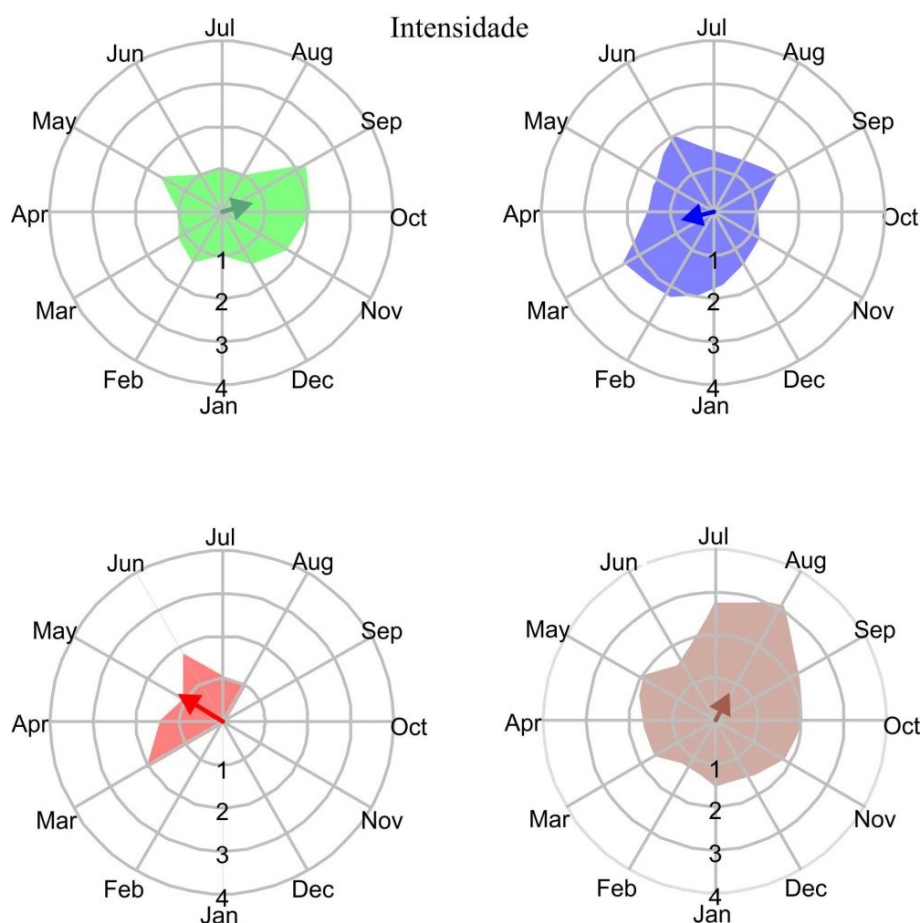 Intensidade
Jul
Jun
Aug
May
Sep
Apr
Oct
1
Mar
2
Nov
3
Feb
Dec
4
Jan
Jul
Jun
Aug
May
Sep
Apr
Oct
1
Mar
2
Nov
3
Feb
Dec
4
Jan
Jul
Jun
Aug
May
Sep
Apr
Oct
1
Mar
2
Nov
3
Feb
Dec
4
Jan
Jul
Jun
Aug
May
Sep
Apr
Oct
1
Mar
2
Nov
3
Feb
Dec
4
Jan